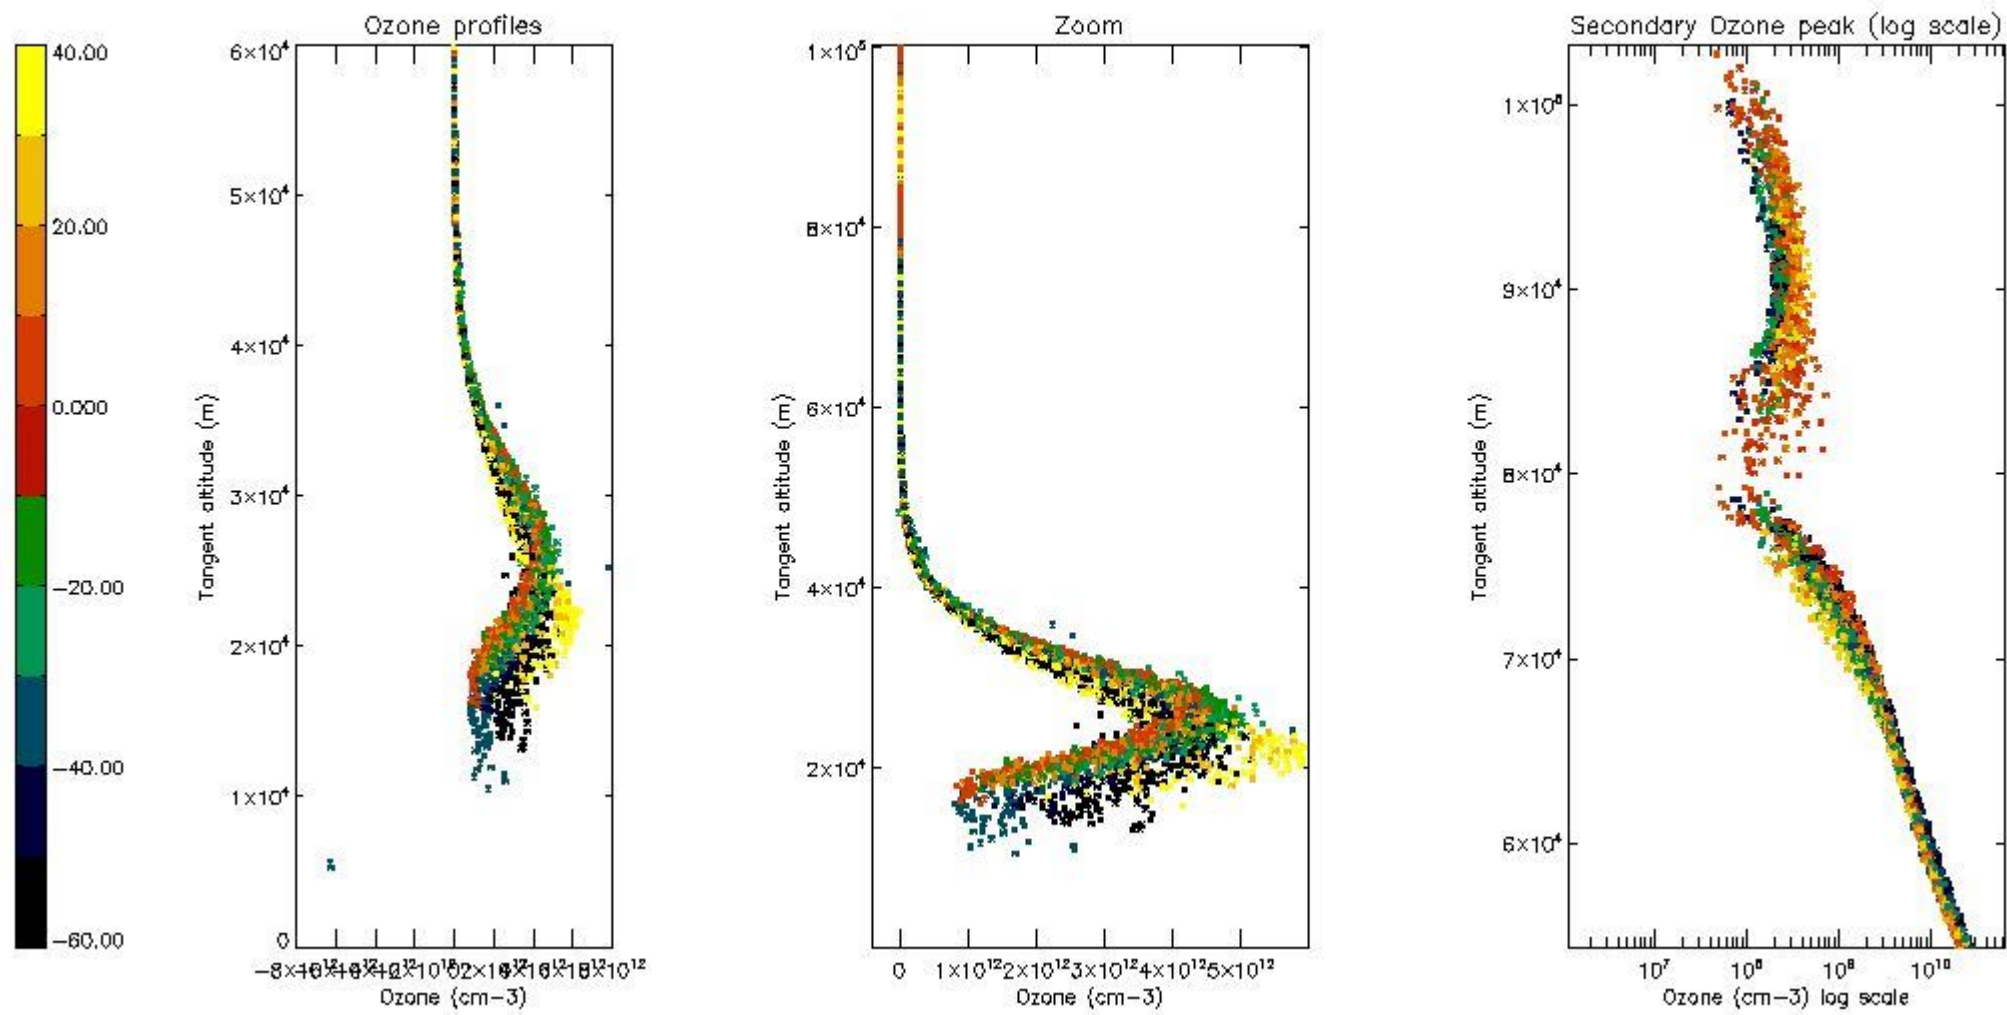 Ozone profiles
Zoom
Secondary Ozone peak (log scale)
40.00
20.00
0.000
-20.00
-40.00
-60.00
6×10⁴
5×10⁴
4×10⁴
3×10⁴
2×10⁴
1×10⁴
0
Tangent altitude (m)
Ozone (cm-3)
1×10⁵
8×10⁴
6×10⁴
4×10⁴
2×10⁴
Tangent altitude (m)
0 1×10¹² 2×10¹² 3×10¹² 4×10¹² 5×10¹²
Ozone (cm-3)
9×10⁴
8×10⁴
7×10⁴
6×10⁴
Tangent altitude (m)
10⁷ 10⁸ 10⁹ 10¹⁰
Ozone (cm-3) log scale